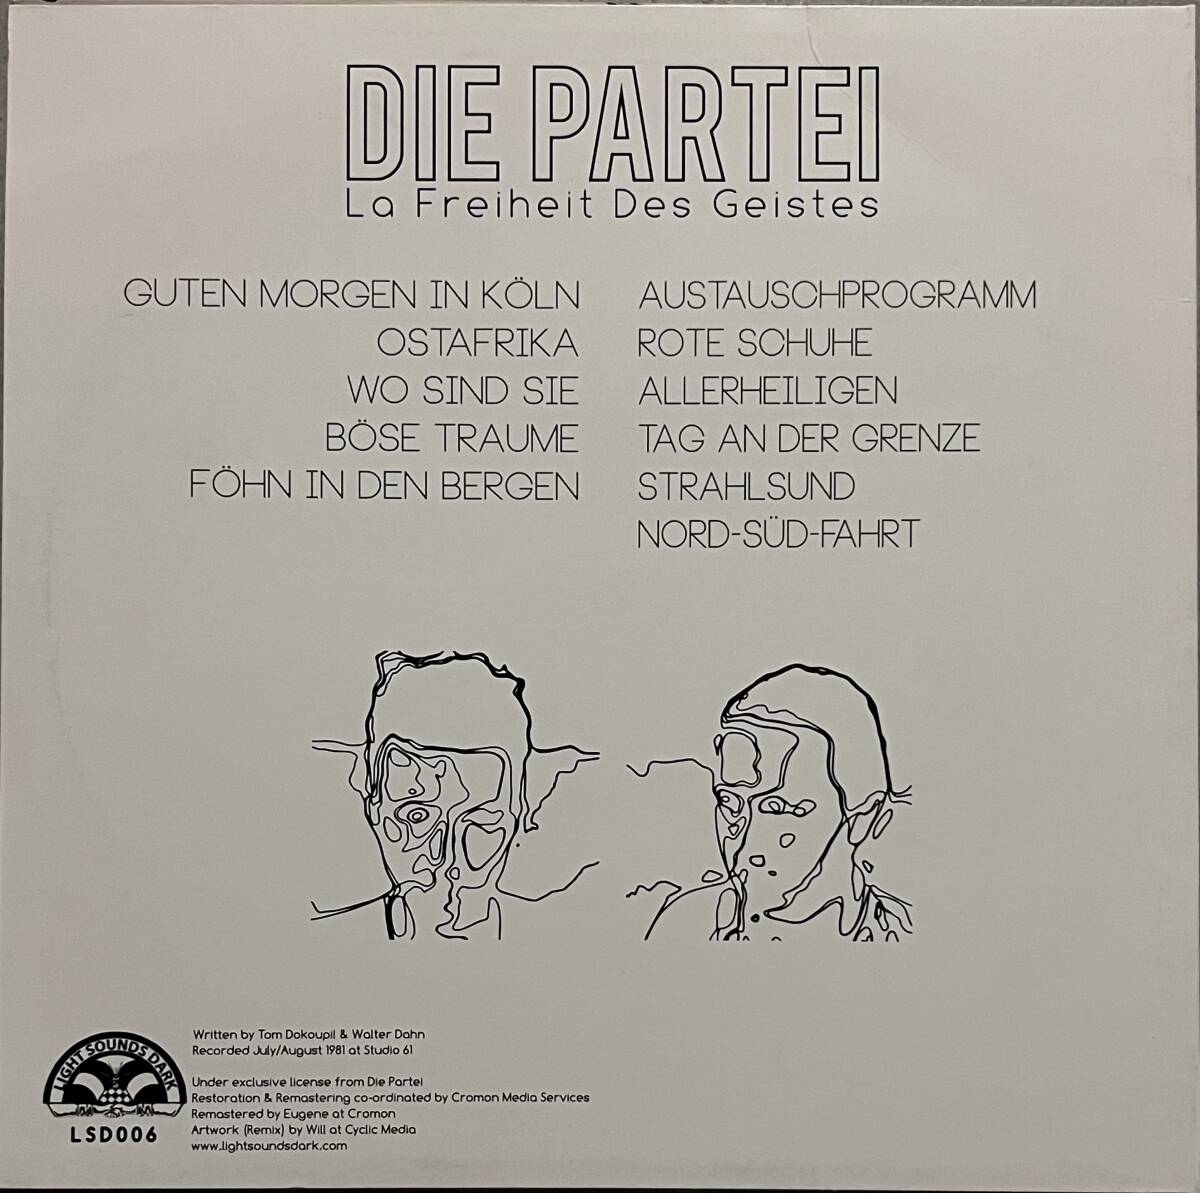 DIE PARTEI
La Freiheit Des Geistes
GUTEN MORGEN IN KÖLN
OSTAFRIKA
WO SIND SIE
BÖSE TRAUME
FÖHN IN DEN BERGEN
AUSTAUSCHPROGRAMM
ROTE SCHUHE
ALLERHEILIGEN
TAG AN DER GRENZE
STRAHLSUND
NORD-SÜD-FAHRT
LIGHT SOUNDS DARK
LSD006
Written by Tom Dokoupil & Walter Dahn
Recorded July/August 1981 at Studio 61
Under exclusive license from Die Partei
Restoration & Remastering co-ordinated by Cromon Media Services
Remastered by Eugene at Cromon
Artwork (Remix) by Will at Cyclic Media
www.lightsoundsdark.com